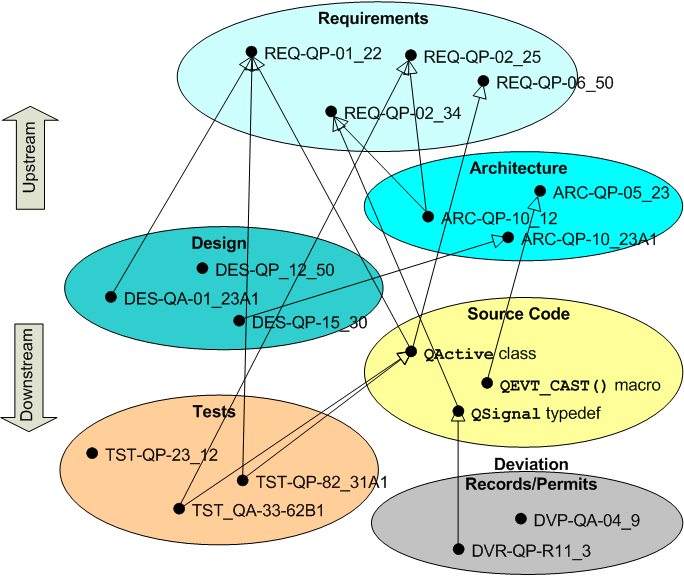 Requirements
REQ-QP-01_22
REQ-QP-02_25
REQ-QP-06_50
REQ-QP-02_34
Upstream
Architecture
ARC-QP-05_23
ARC-QP-10_12
ARC-QP-10_23A1
Design
DES-QP_12_50
DES-QA-01_23A1
DES-QP-15_30
Downstream
Source Code
QActive class
QEVT_CAST() macro
QSignal typedef
Tests
TST-QP-23_12
TST-QP-82_31A1
TST_QA-33-62B1
Deviation
Records/Permits
DVP-QA-04_9
DVR-QP-R11_3